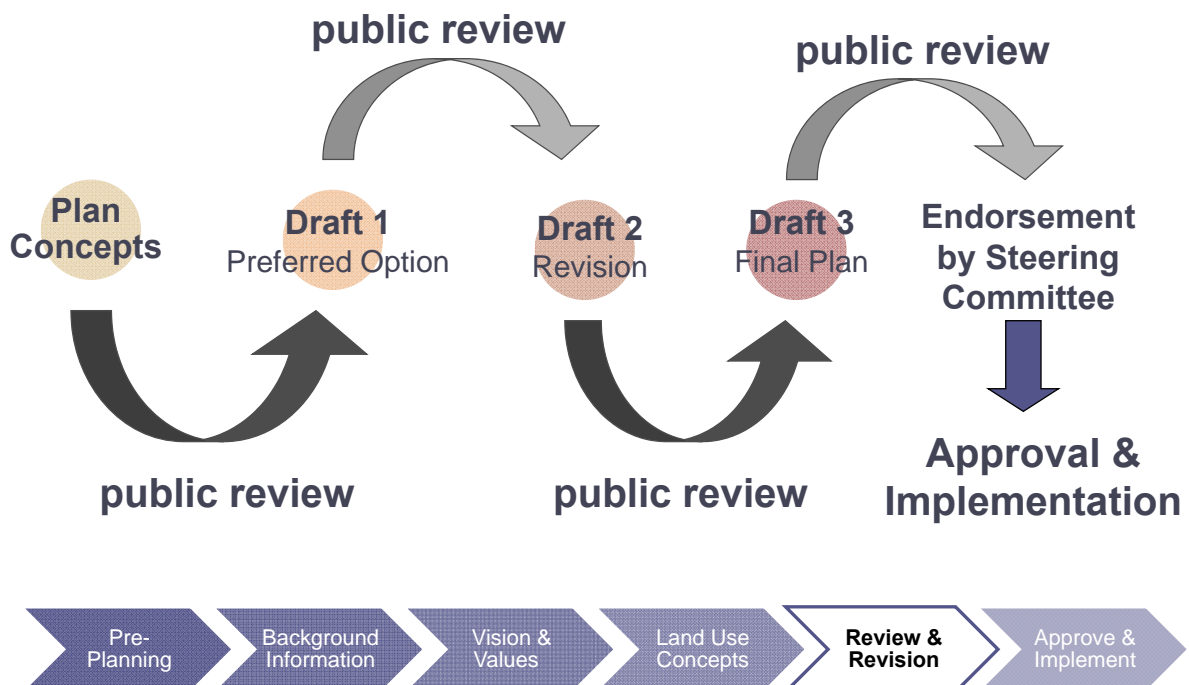 public review
public review
Plan
Concepts
Draft 1
Preferred Option
Draft 2
Revision
Draft 3
Final Plan
Endorsement
by Steering
Committee
public review
public review
Approval &
Implementation
Pre-
Planning
Background
Information
Vision &
Values
Land Use
Concepts
Review &
Revision
Approve &
Implement